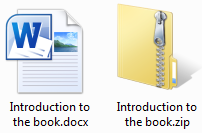 W
Introduction to
the book.docx
Introduction to
the book.zip